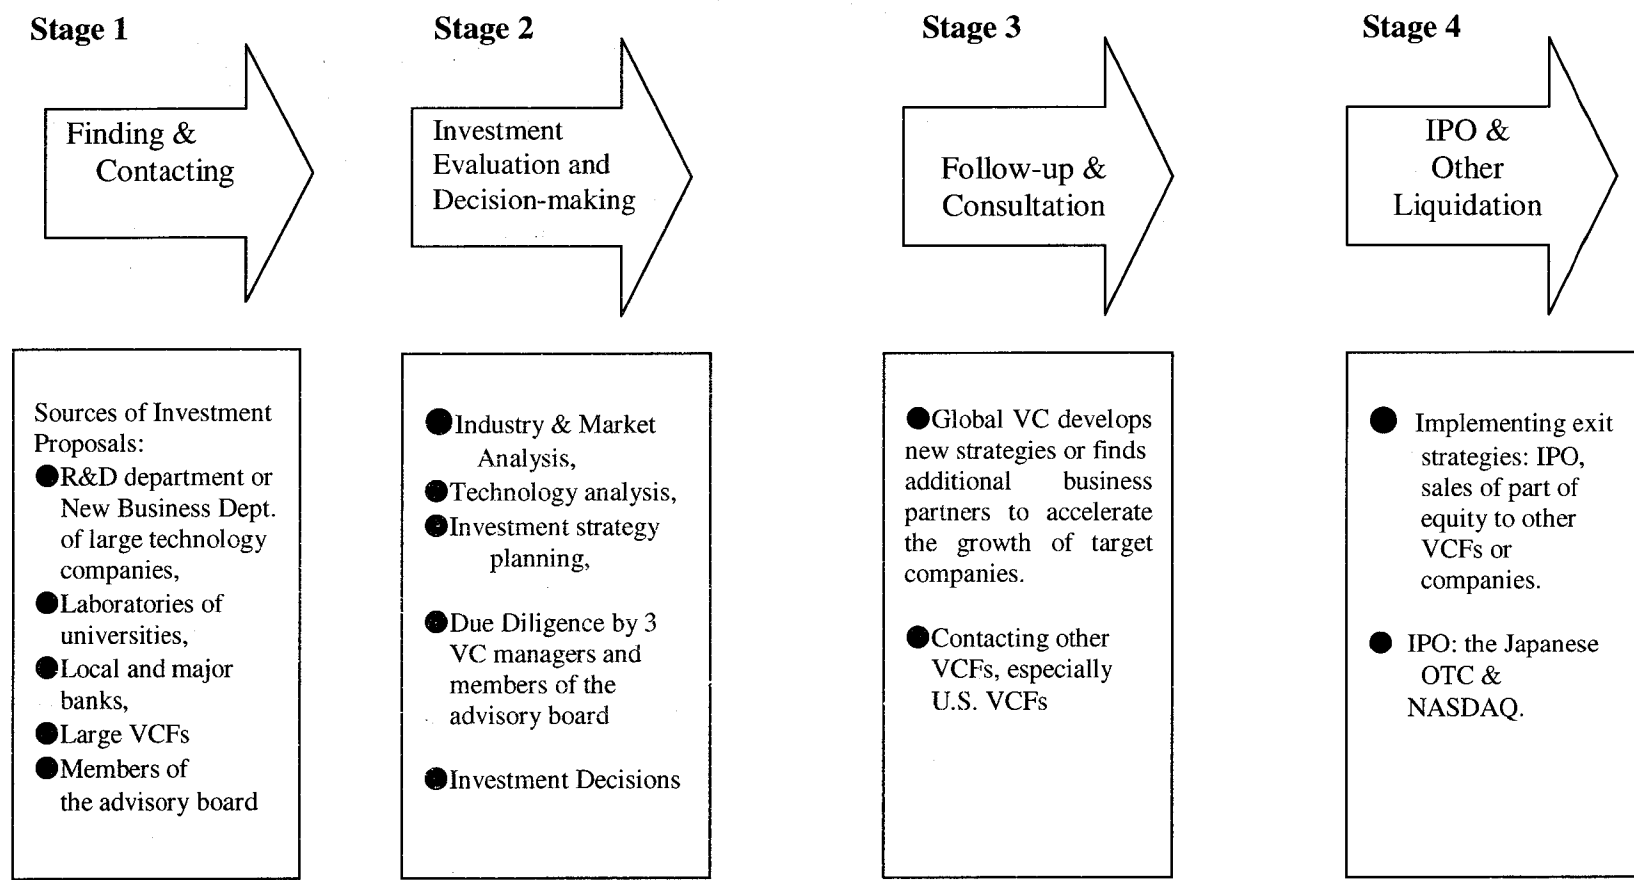 Stage 1
Finding &
Contacting
Sources of Investment
Proposals:
●R&D department or
New Business Dept.
of large technology
companies,
●Laboratories of
universities,
●Local and major
banks,
●Large VCFs
●Members of
the advisory board
Stage 2
Investment
Evaluation and
Decision-making
●Industry & Market
Analysis,
●Technology analysis,
●Investment strategy
planning,
●Due Diligence by 3
VC managers and
members of the
advisory board
●Investment Decisions
Stage 3
Follow-up &
Consultation
●Global VC develops
new strategies or finds
additional business
partners to accelerate
the growth of target
companies.
●Contacting other
VCFs, especially
U.S. VCFs
Stage 4
IPO &
Other
Liquidation
● Implementing exit
strategies: IPO,
sales of part of
equity to other
VCFs or
companies.
● IPO: the Japanese
OTC &
NASDAQ.